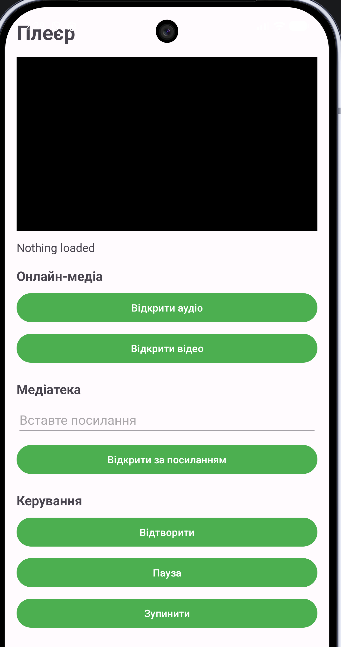 Плеєр
Nothing loaded
Онлайн-медіа
Відкрити аудіо
Відкрити відео
Медіатека
Вставте посилання
Відкрити за посиланням
Керування
Відтворити
Пауза
Зупинити